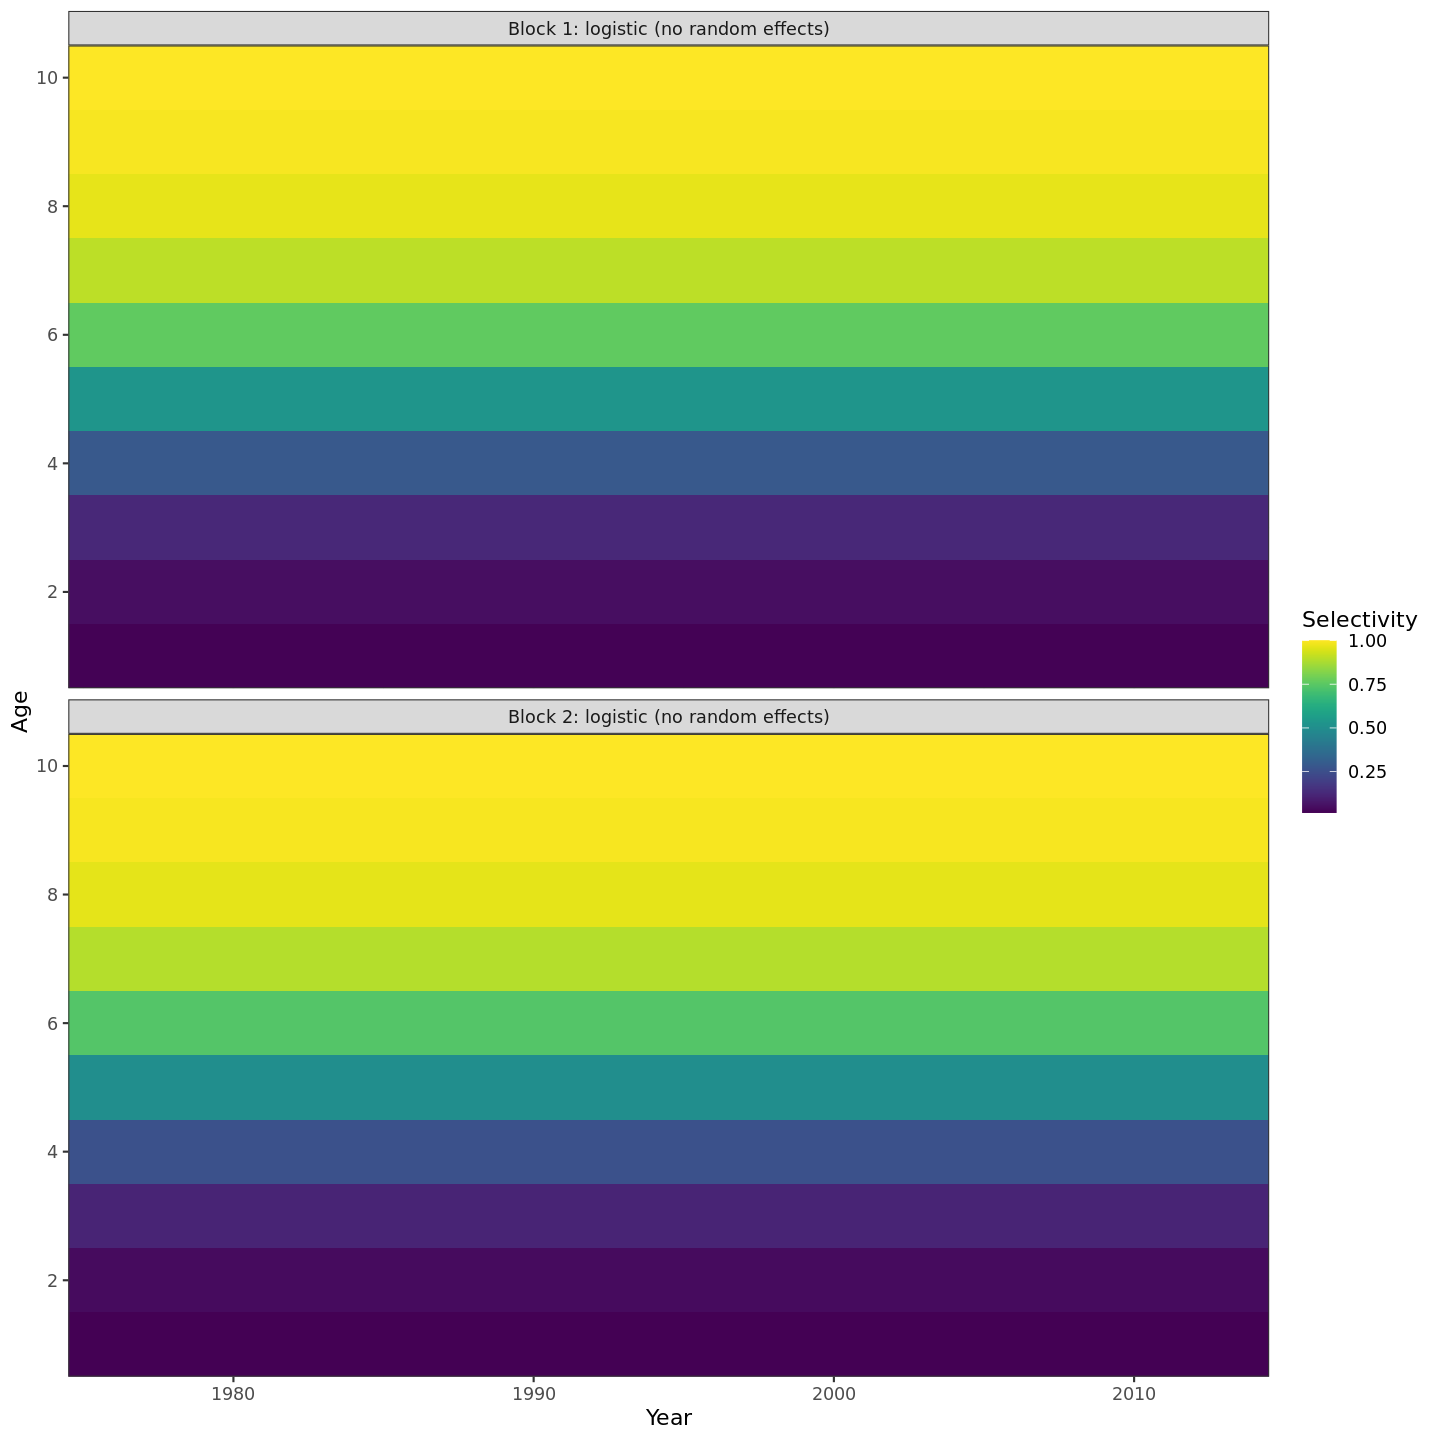 Block 1: logistic (no random effects)
10
8
6
4
2
Block 2: logistic (no random effects)
10
8
6
4
2
1980 1990 2000 2010
Year
Age
Selectivity
1.00
0.75
0.50
0.25